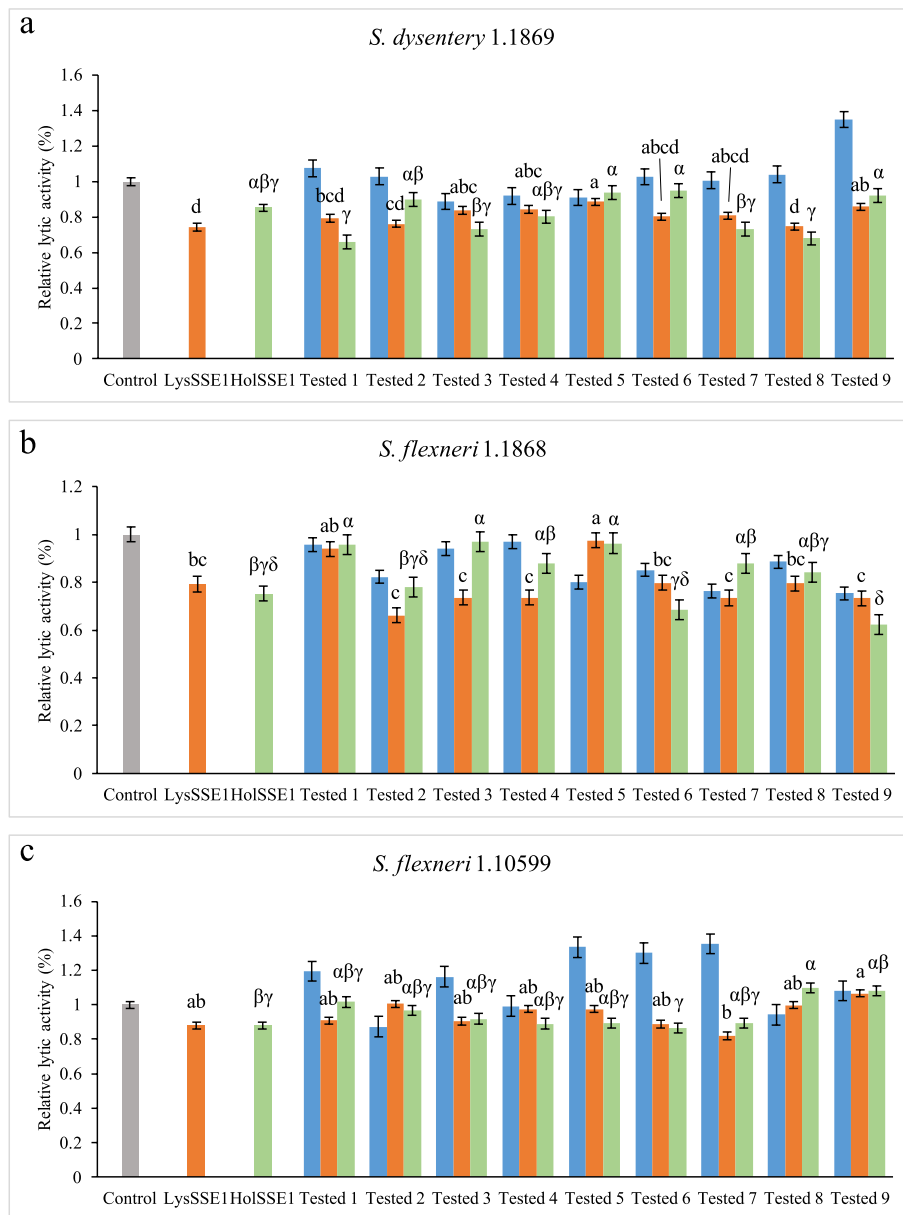 a
S. dysentery 1.1869
Relative lytic activity (%)
1.6
1.4
1.2
1
0.8
0.6
0.4
0.2
0
d
αβγ
bcd
γ
cd
αβ
abc
βγ
abc
αβγ
a
α
abcd
α
abcd
βγ
d
γ
ab
α
Control LysSSE1 HolSSE1 Tested 1 Tested 2 Tested 3 Tested 4 Tested 5 Tested 6 Tested 7 Tested 8 Tested 9
b
S. flexneri 1.1868
Relative lytic activity (%)
1.2
1
0.8
0.6
0.4
0.2
0
bc
βγδ
ab
α
c
βγδ
c
α
c
αβ
a
α
bc
γδ
c
αβ
bc
αβγ
c
δ
Control LysSSE1 HolSSE1 Tested 1 Tested 2 Tested 3 Tested 4 Tested 5 Tested 6 Tested 7 Tested 8 Tested 9
c
S. flexneri 1.10599
Relative lytic activity (%)
1.6
1.4
1.2
1
0.8
0.6
0.4
0.2
0
ab
βγ
ab
αβγ
ab
αβγ
ab
αβγ
ab
αβγ
ab
αβγ
ab
γ
b
αβγ
ab
α
a
αβ
Control LysSSE1 HolSSE1 Tested 1 Tested 2 Tested 3 Tested 4 Tested 5 Tested 6 Tested 7 Tested 8 Tested 9